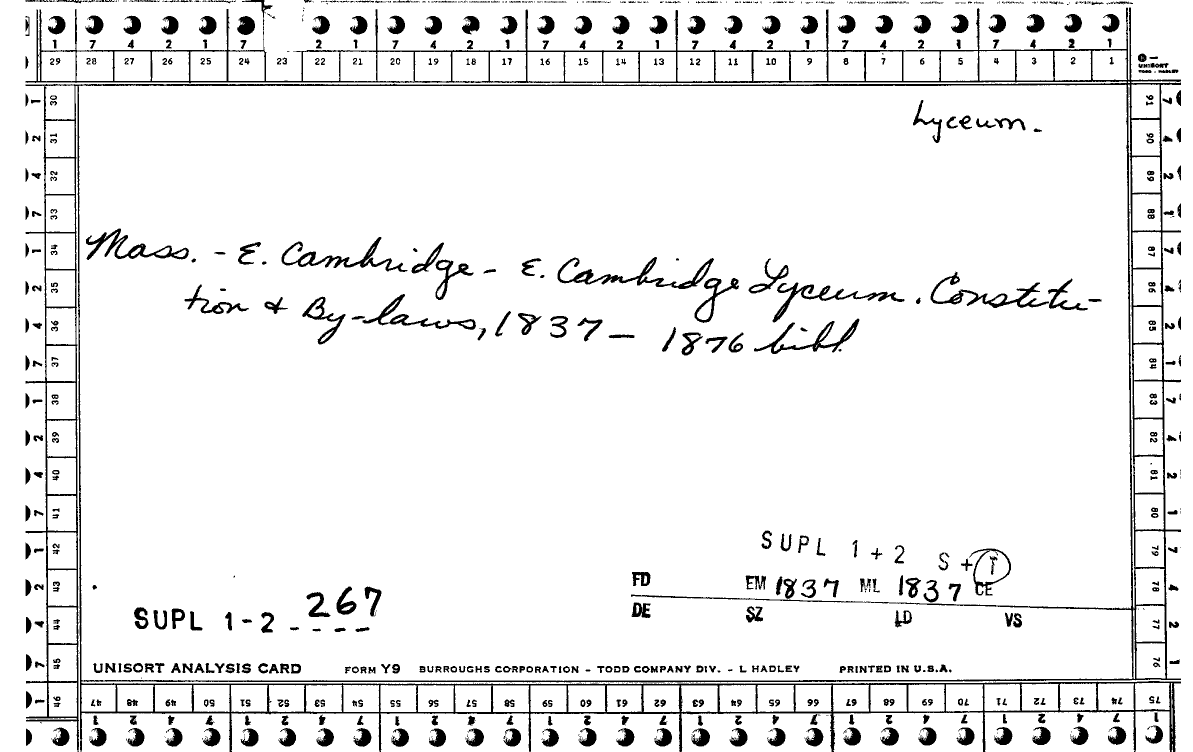 7 4 2 1 7 2 1 7 4 2 1 7 4 2 1 7 4 2 1 7 4 2 1 7 4 2 1
29 28 27 26 25 24 23 22 21 20 19 18 17 16 15 14 13 12 11 10 9 8 7 6 5 4 3 2 1
UNISORT
TODD - HADLEY
Lyceum.
Mass. - E. Cambridge - E. Cambridge Lyceum. Constitu-
tion & By-laws, 1837 - 1876 bibl.
SUPL 1+2 S+T
FD EM 1837 ML 1837 CE
DE SZ LD VS
SUPL 1-2 267
UNISORT ANALYSIS CARD FORM Y9 BURROUGHS CORPORATION - TODD COMPANY DIV. - L HADLEY PRINTED IN U.S.A.
30 31 32 33 34 35 36 37 38 39 40 41 42 43 44 45 46
47 48 49 50 51 52 53 54 55 56 57 58 59 60 61 62 63 64 65 66 67 68 69 70 71 72 73 74 75
76 77 78 79 80 81 82 83 84 85 86 87 88 89 90 91